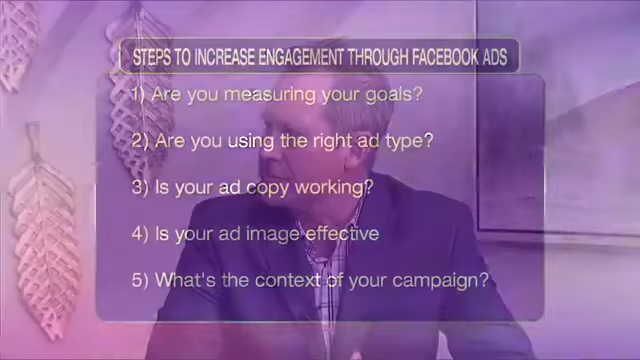 STEPS TO INCREASE ENGAGEMENT THROUGH FACEBOOK ADS
1) Are you measuring your goals?
2) Are you using the right ad type?
3) Is your ad copy working?
4) Is your ad image effective
5) What's the context of your campaign?